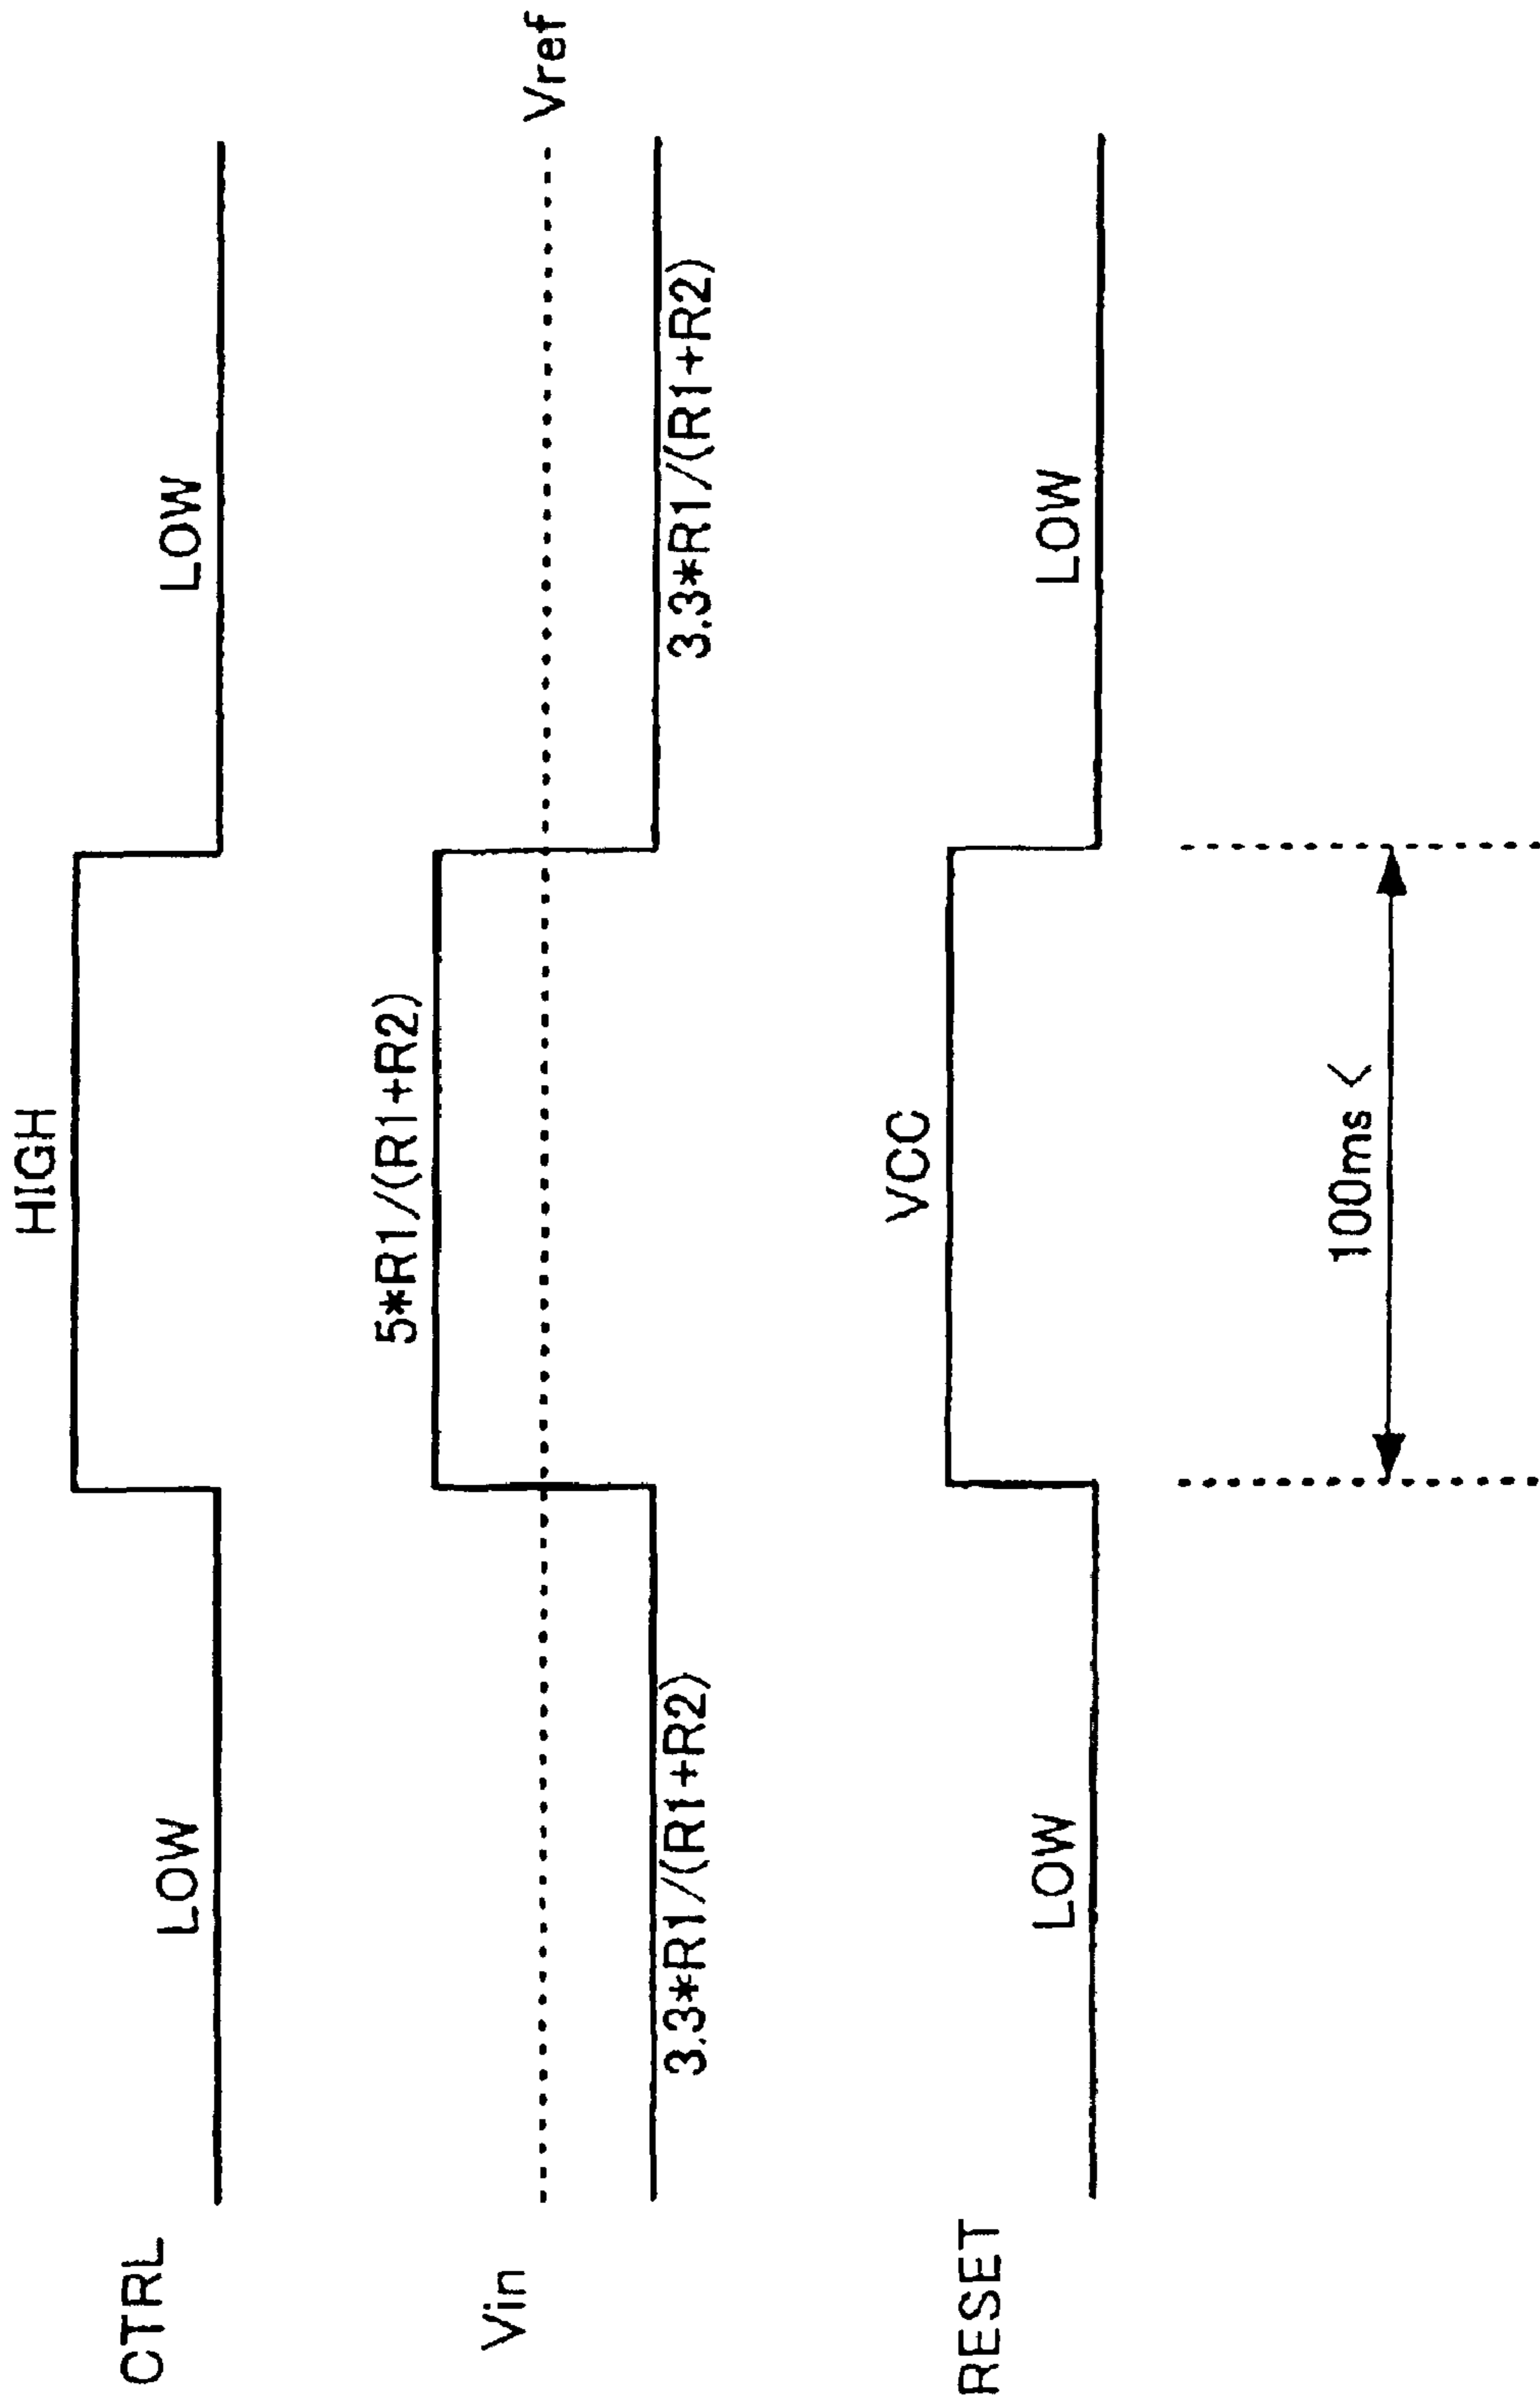 HIGH
CTRL LOW LOW
5*R1/(R1+R2)
Vin Vref
3.3*R1/(R1+R2) 3.3*R1/(R1+R2)
VCC
RESET LOW LOW
100ms <